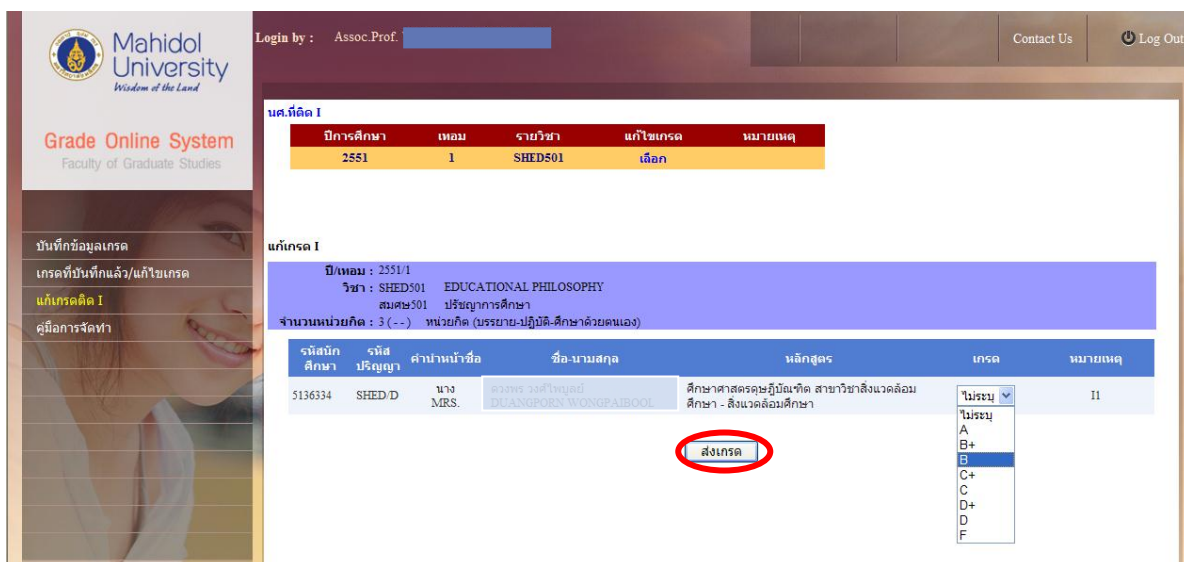 Mahidol
University
Wisdom of the Land
Grade Online System
Faculty of Graduate Studies
บันทึกข้อมูลเกรด
เกรดที่บันทึกแล้ว/แก้ไขเกรด
แก้เกรดติด I
คู่มือการจัดทำ
Login by : Assoc.Prof.
Contact Us
Log Out
นศ.ที่ติด I
ปีการศึกษา เทอม รายวิชา แก้ไขเกรด หมายเหตุ
2551 1 SHED501 เลือก
แก้เกรด I
ปี/เทอม : 2551/1
วิชา : SHED501 EDUCATIONAL PHILOSOPHY
สมศษ501 ปรัชญาการศึกษา
จำนวนหน่วยกิต : 3 (--) หน่วยกิต (บรรยาย-ปฏิบัติ-ศึกษาด้วยตนเอง)
รหัสนักศึกษา รหัสปริญญา คำนำหน้าชื่อ ชื่อ-นามสกุล หลักสูตร เกรด หมายเหตุ
5136334 SHED/D นาง ดวงพร วงศ์ไพบูลย์ ศึกษาศาสตรดุษฎีบัณฑิต สาขาวิชาสิ่งแวดล้อม ไม่ระบุ I1
MRS. DUANGPORN WONGPAIBOOL ศึกษา - สิ่งแวดล้อมศึกษา
ไม่ระบุ
A
B+
B
C+
C
D+
D
F
ส่งเกรด